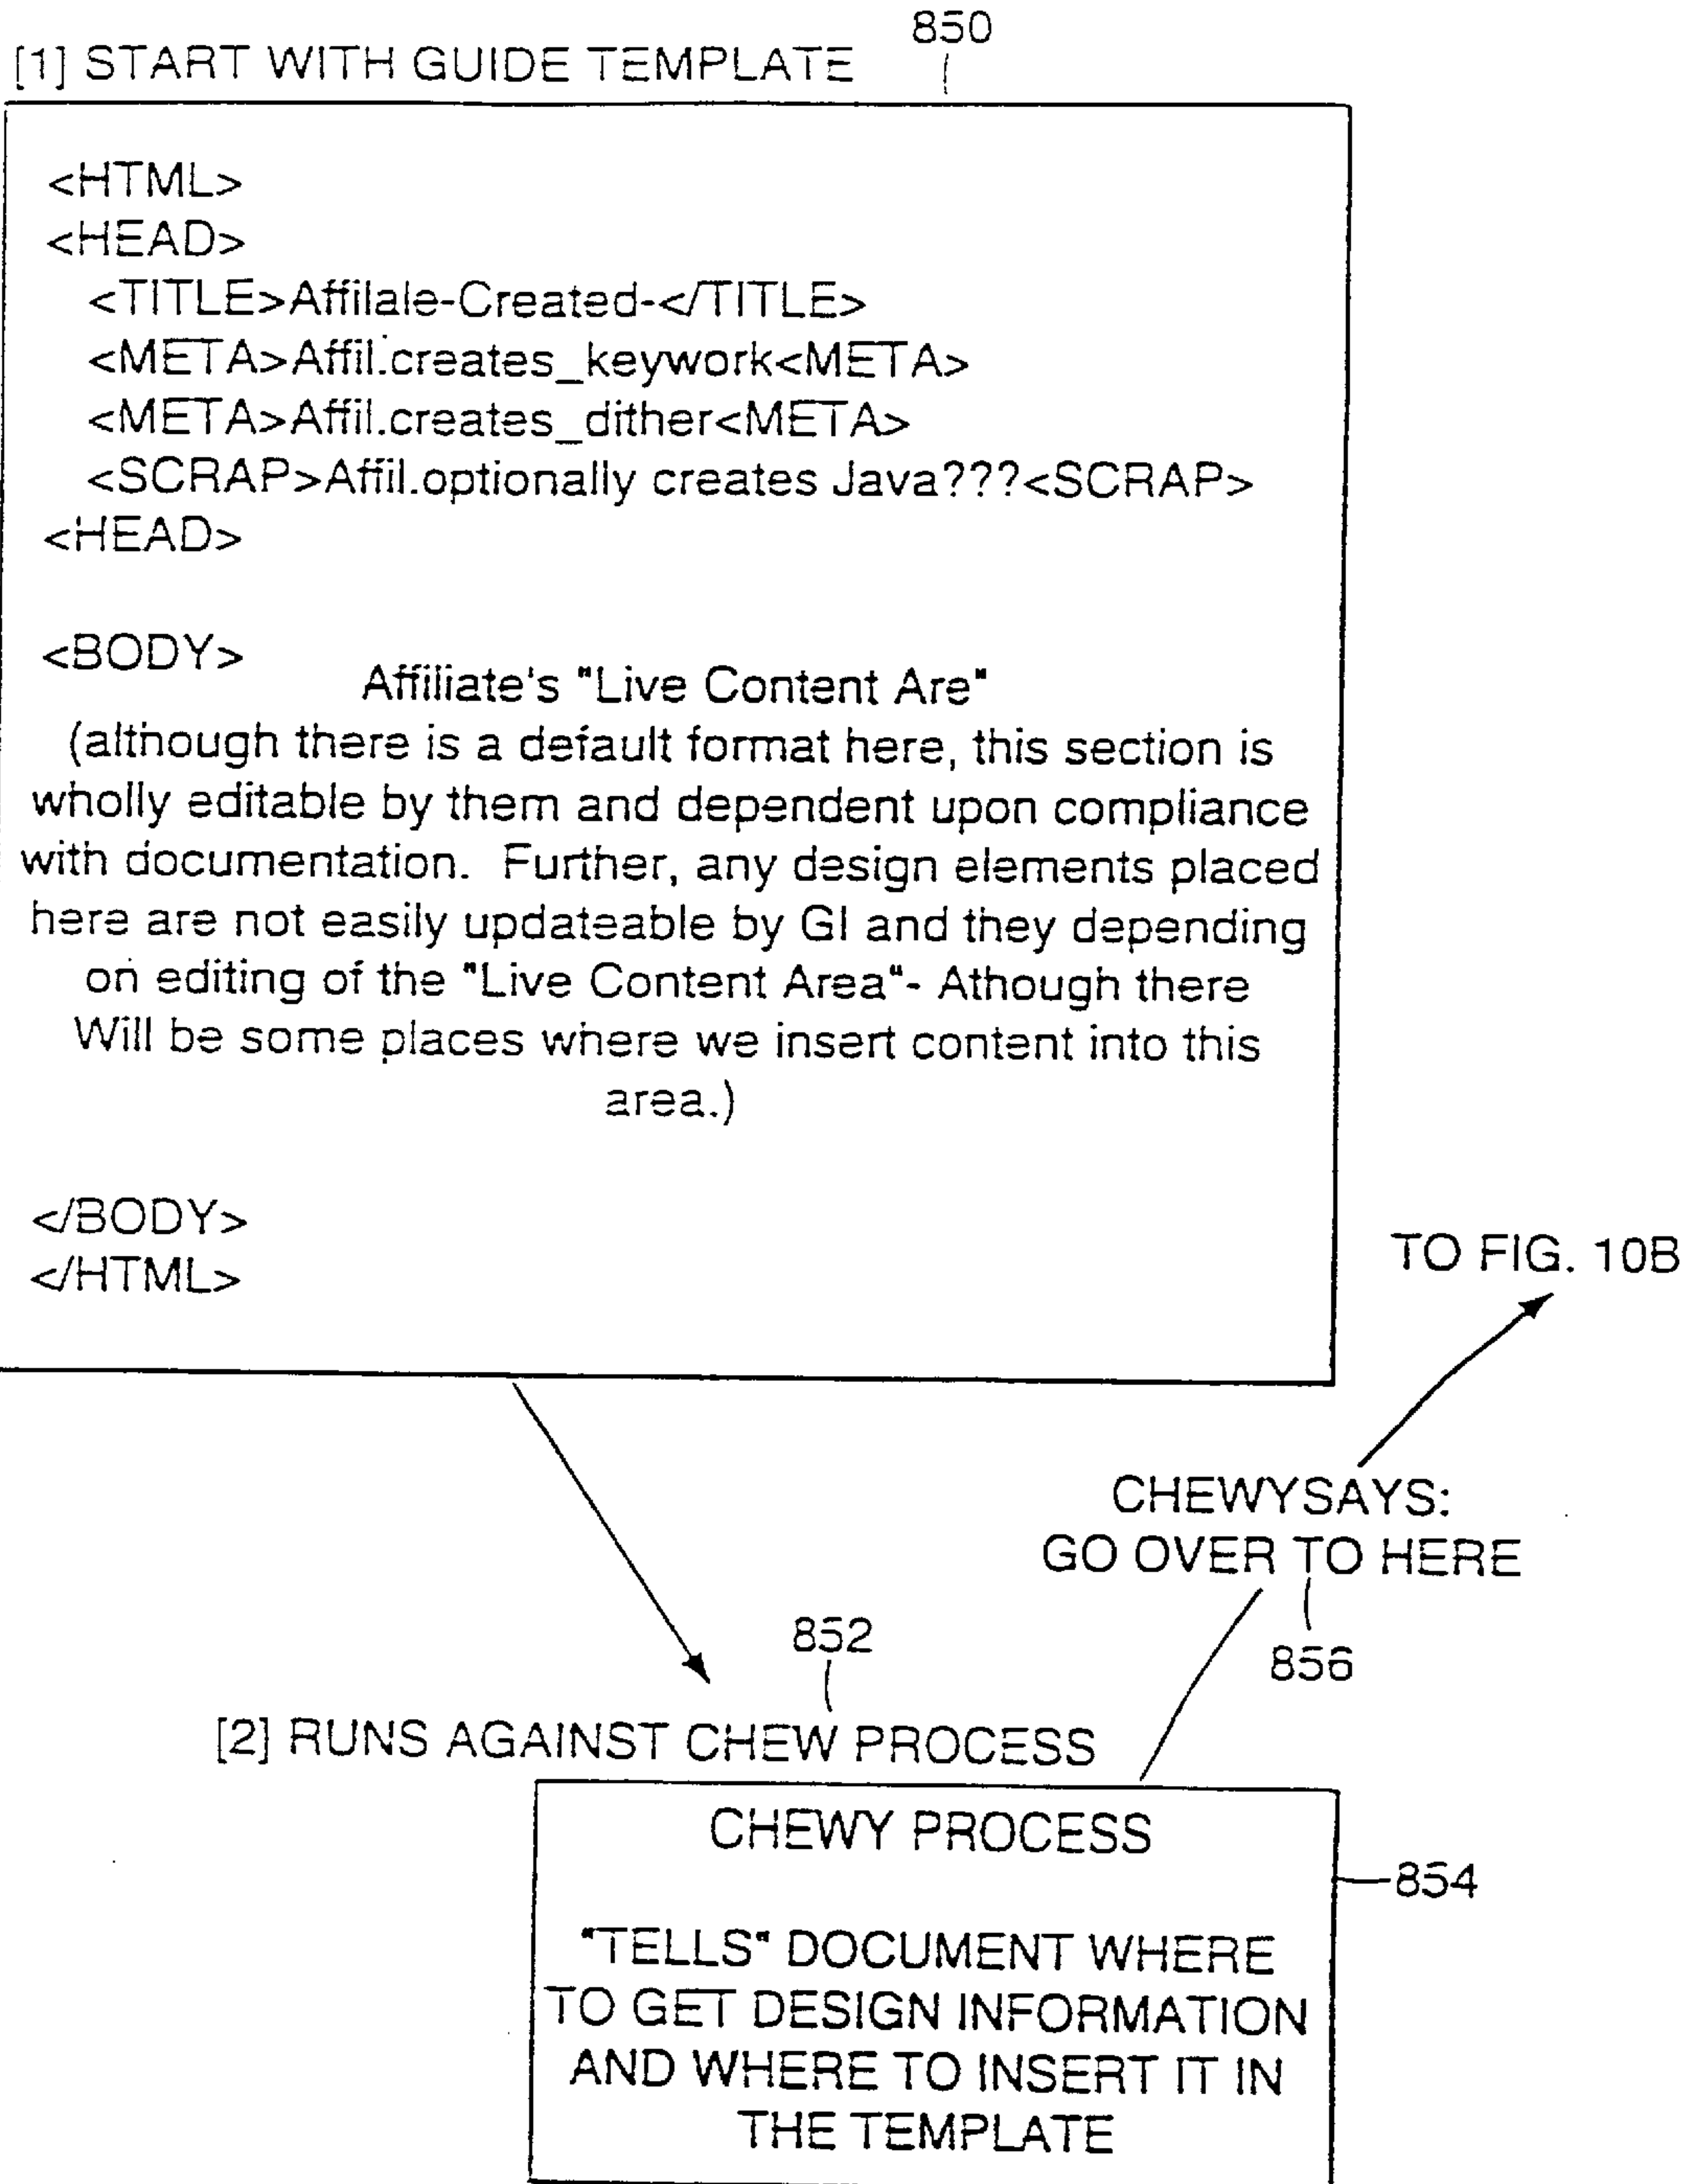 850
[1] START WITH GUIDE TEMPLATE
<HTML>
<HEAD>
<TITLE>Affilale-Created-</TITLE>
<META>Affil.creates_keywork<META>
<META>Affil.creates_dither<META>
<SCRAP>Affil.optionally creates Java???<SCRAP>
<HEAD>
<BODY>
Affiliate's "Live Content Are"
(although there is a default format here, this section is
wholly editable by them and dependent upon compliance
with documentation. Further, any design elements placed
here are not easily updateable by GI and they depending
on editing of the "Live Content Area"- Athough there
Will be some places where we insert content into this
area.)
</BODY>
</HTML>
TO FIG. 10B
CHEWYSAYS:
GO OVER TO HERE
856
852
[2] RUNS AGAINST CHEW PROCESS
CHEWY PROCESS
854
"TELLS" DOCUMENT WHERE
TO GET DESIGN INFORMATION
AND WHERE TO INSERT IT IN
THE TEMPLATE